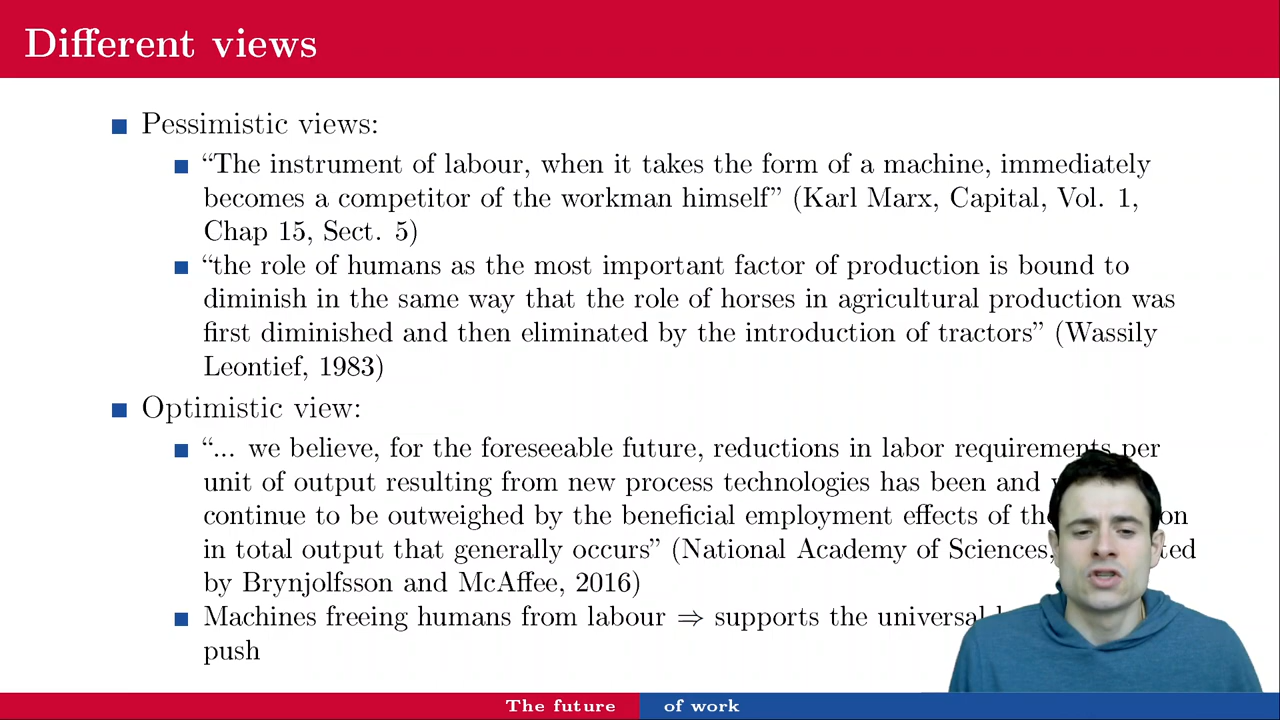 Different views
Pessimistic views:
“The instrument of labour, when it takes the form of a machine, immediately
becomes a competitor of the workman himself” (Karl Marx, Capital, Vol. 1,
Chap 15, Sect. 5)
“the role of humans as the most important factor of production is bound to
diminish in the same way that the role of horses in agricultural production was
first diminished and then eliminated by the introduction of tractors” (Wassily
Leontief, 1983)
Optimistic view:
“... we believe, for the foreseeable future, reductions in labor requirements per
unit of output resulting from new process technologies has been and
continue to be outweighed by the beneficial employment effects of the
in total output that generally occurs” (National Academy of Sciences,
by Brynjolfsson and McAffee, 2016)
Machines freeing humans from labour ⇒ supports the universal
push
The future of work